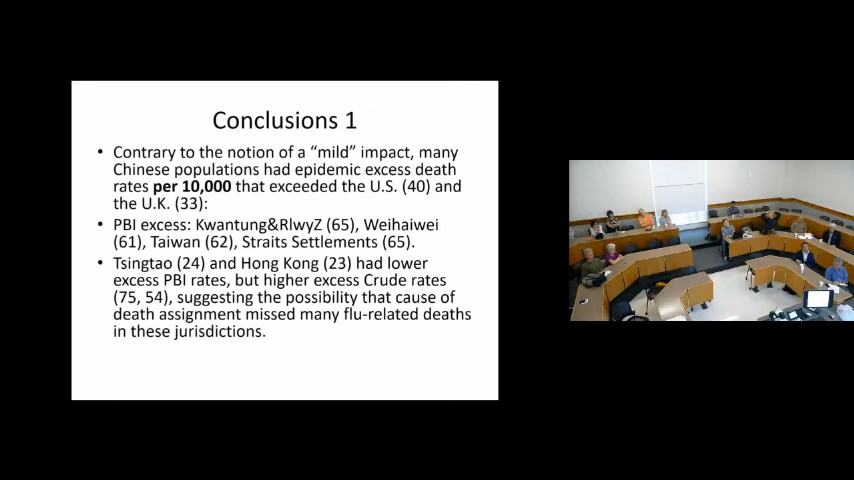 Conclusions 1
• Contrary to the notion of a “mild” impact, many
Chinese populations had epidemic excess death
rates per 10,000 that exceeded the U.S. (40) and
the U.K. (33):
• PBI excess: Kwantung&RlwyZ (65), Weihaiwei
(61), Taiwan (62), Straits Settlements (65).
• Tsingtao (24) and Hong Kong (23) had lower
excess PBI rates, but higher excess Crude rates
(75, 54), suggesting the possibility that cause of
death assignment missed many flu-related deaths
in these jurisdictions.